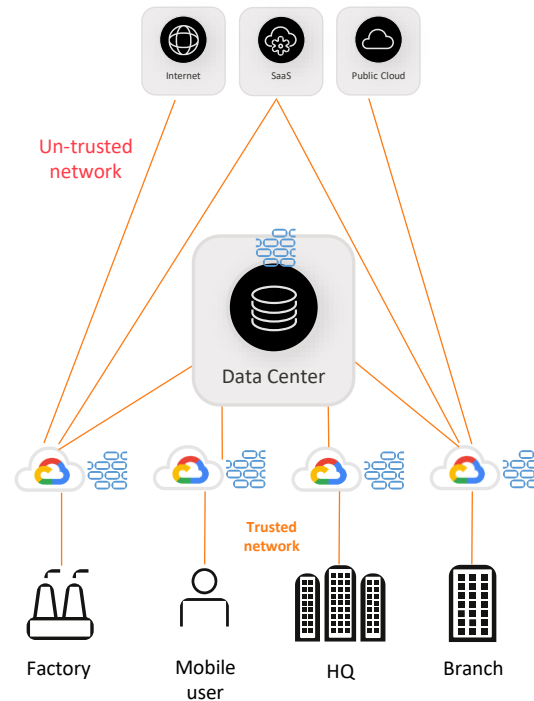 Internet
SaaS
Public Cloud
Un-trusted
network
Data Center
Trusted
network
Factory
Mobile
user
HQ
Branch